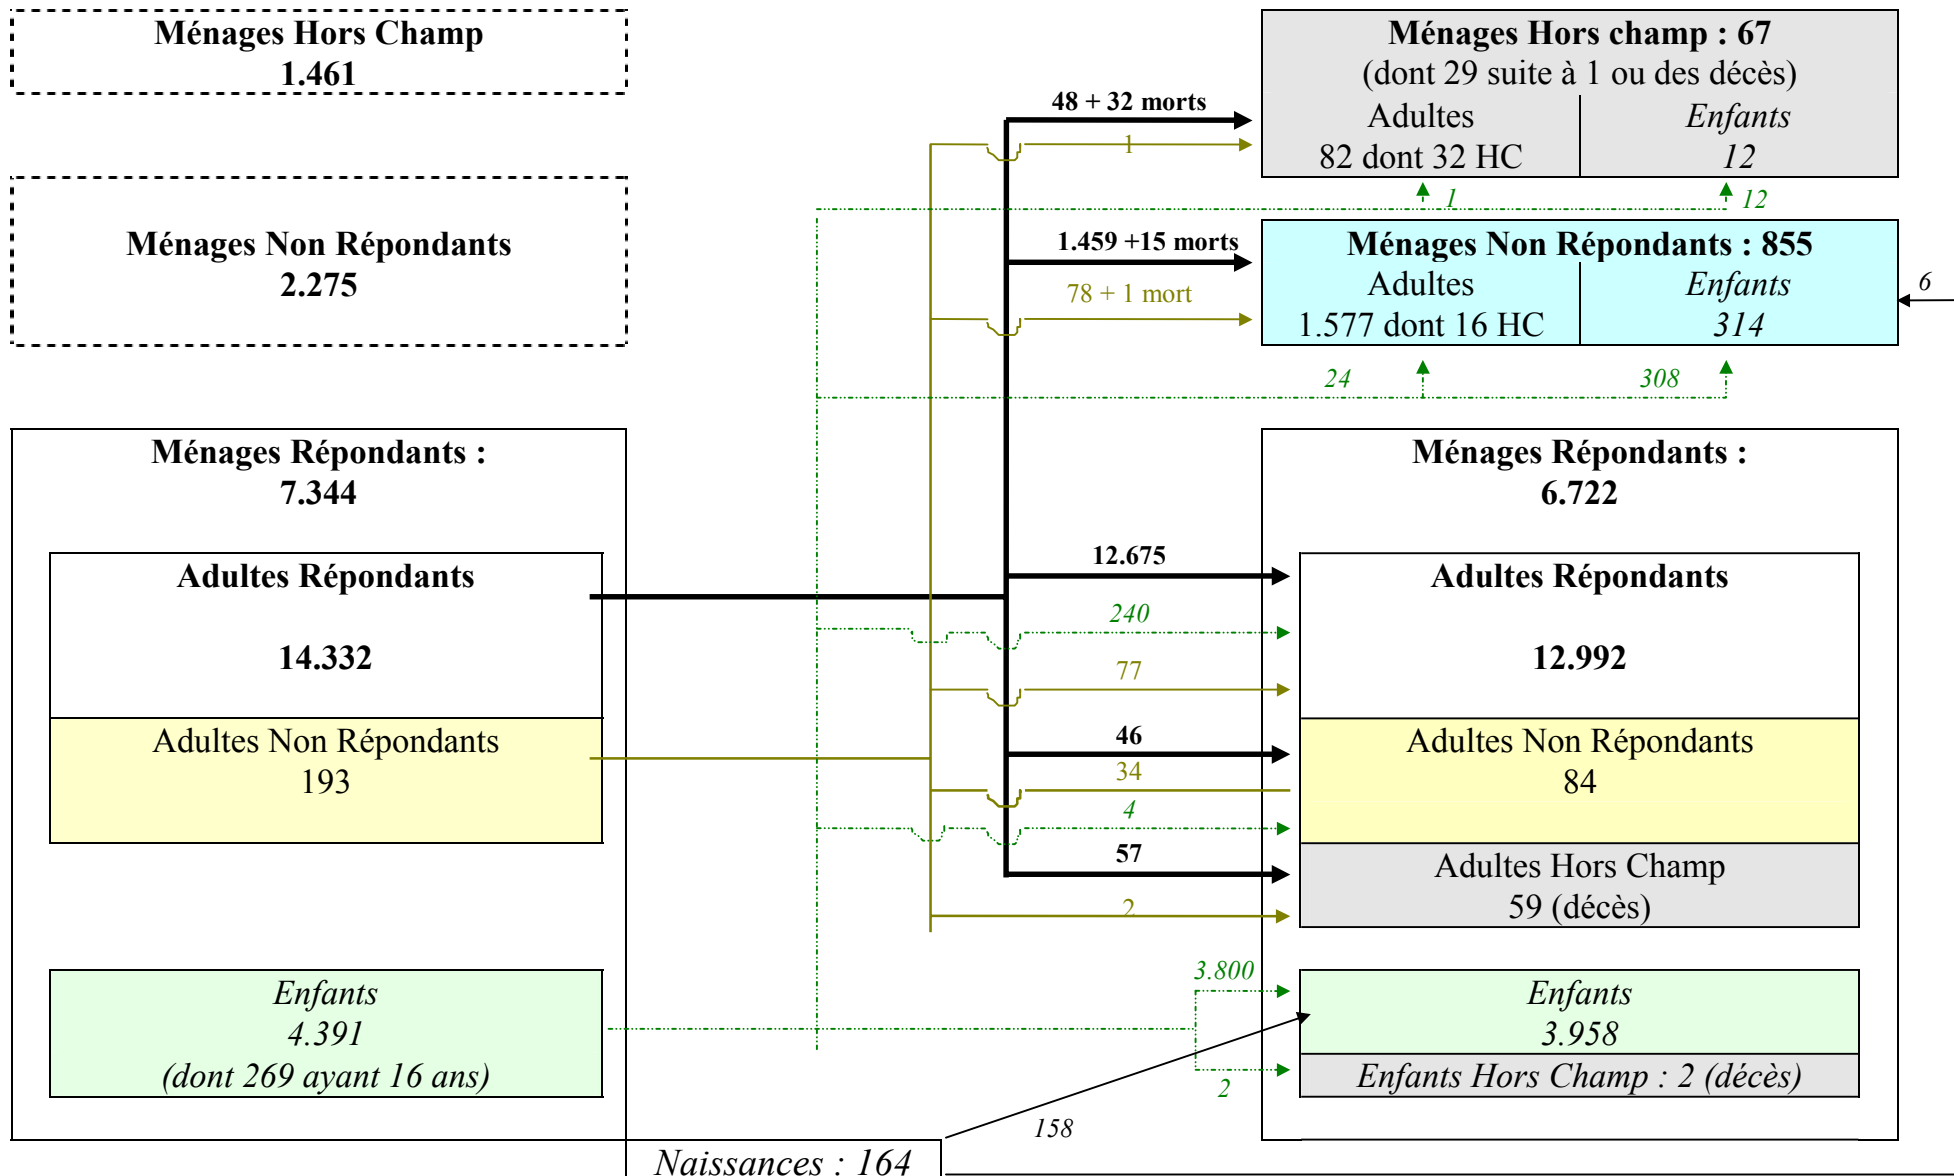 Ménages Hors Champ
1.461
Ménages Non Répondants
2.275
Ménages Répondants :
7.344
Adultes Répondants
14.332
Adultes Non Répondants
193
Enfants
4.391
(dont 269 ayant 16 ans)
Naissances : 164
48 + 32 morts
1
1
12
1.459 +15 morts
78 + 1 mort
24
308
12.675
240
77
46
34
4
57
2
3.800
2
158
Ménages Hors champ : 67
(dont 29 suite à 1 ou des décès)
Adultes
82 dont 32 HC
Enfants
12
Ménages Non Répondants : 855
Adultes
1.577 dont 16 HC
Enfants
314
6
Ménages Répondants :
6.722
Adultes Répondants
12.992
Adultes Non Répondants
84
Adultes Hors Champ
59 (décès)
Enfants
3.958
Enfants Hors Champ : 2 (décès)